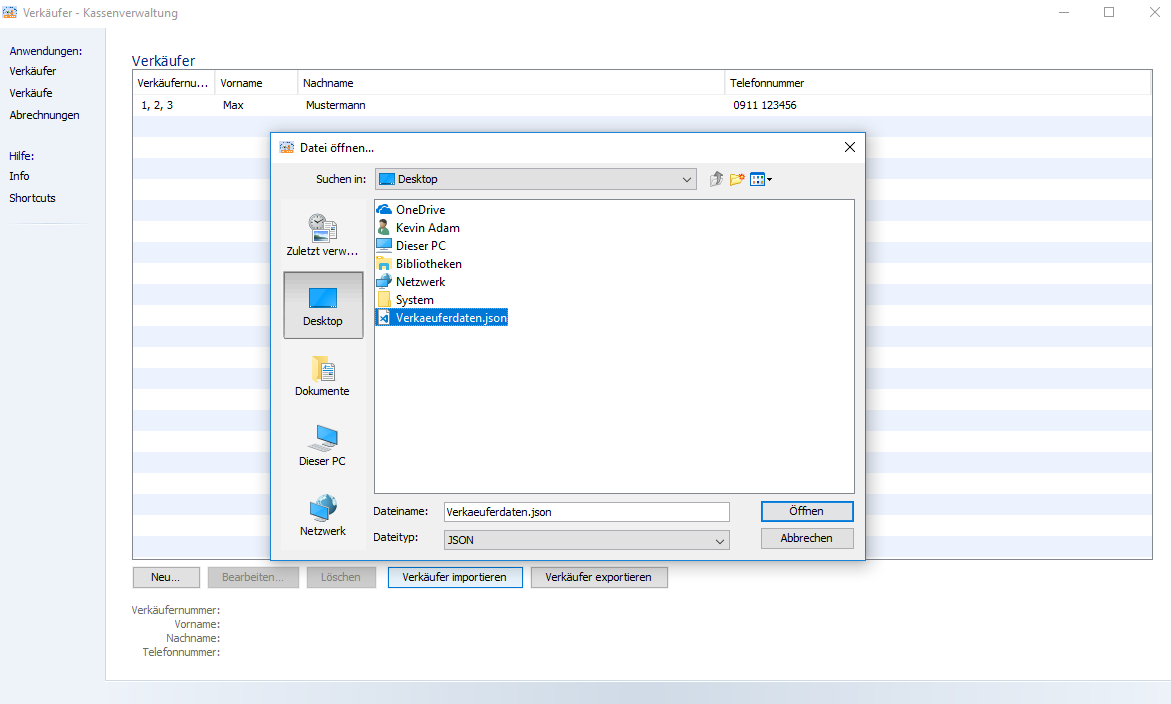 Verkäufer - Kassenverwaltung
Anwendungen:
Verkäufer
Verkäufe
Abrechnungen
Hilfe:
Info
Shortcuts
Verkäufer
Verkäufernu... Vorname Nachname Telefonnummer
1, 2, 3 Max Mustermann 0911 123456
Datei öffnen...
Suchen in: Desktop
Zuletzt verw...
Desktop
Dokumente
Dieser PC
Netzwerk
OneDrive
Kevin Adam
Dieser PC
Bibliotheken
Netzwerk
System
Verkaeuferdaten.json
Dateiname: Verkaeuferdaten.json Öffnen
Dateityp: JSON Abbrechen
Neu... Bearbeiten... Löschen Verkäufer importieren Verkäufer exportieren
Verkäufernummer:
Vorname:
Nachname:
Telefonnummer: